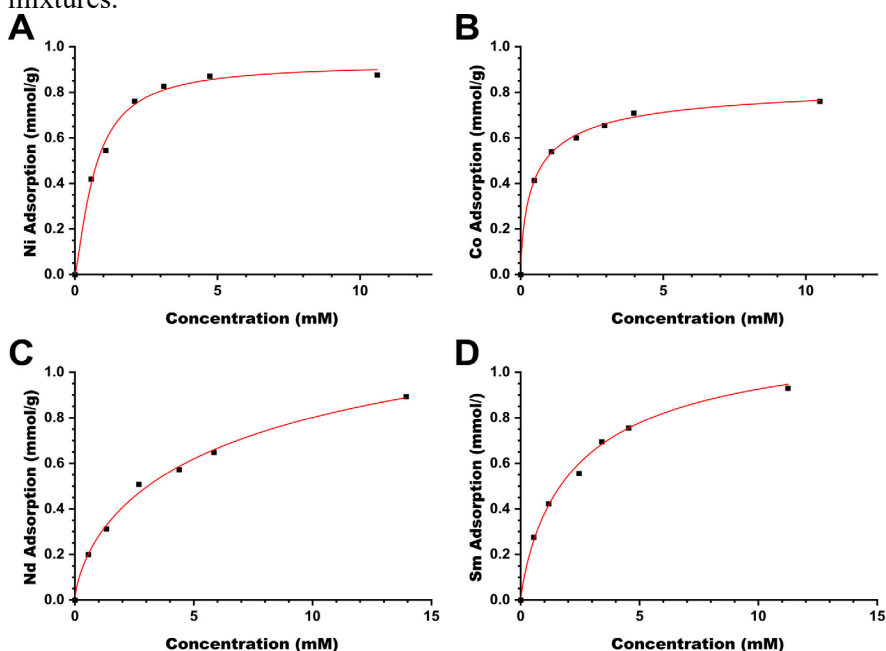 mixtures.
A
B
1.0
0.8
0.6
0.4
0.2
0.0
Ni Adsorption (mmol/g)
0
5
10
Concentration (mM)
1.0
0.8
0.6
0.4
0.2
0.0
Co Adsorption (mmol/g)
0
5
10
Concentration (mM)
C
D
1.0
0.8
0.6
0.4
0.2
0.0
Nd Adsorption (mmol/g)
0
5
10
15
Concentration (mM)
1.0
0.8
0.6
0.4
0.2
0.0
Sm Adsorption (mmol/)
0
5
10
15
Concentration (mM)